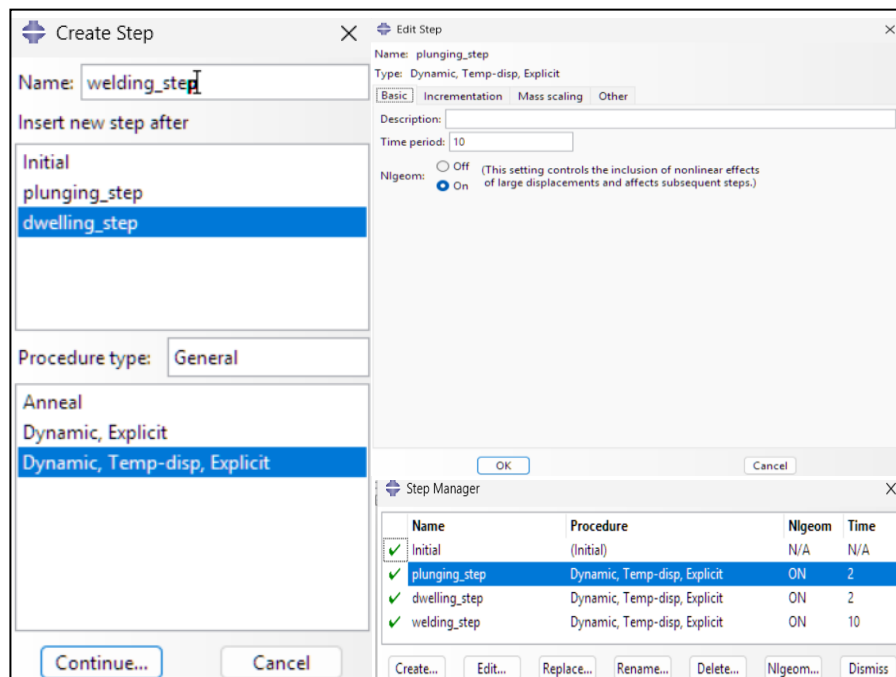 Create Step
Name: welding_step
Insert new step after
Initial
plunging_step
dwelling_step
Procedure type: General
Anneal
Dynamic, Explicit
Dynamic, Temp-disp, Explicit
Continue... Cancel
Edit Step
Name: plunging_step
Type: Dynamic, Temp-disp, Explicit
Basic Incrementation Mass scaling Other
Description:
Time period: 10
Nlgeom: Off On (This setting controls the inclusion of nonlinear effects
of large displacements and affects subsequent steps.)
OK Cancel
Step Manager
Name Procedure Nlgeom Time
Initial (Initial) N/A N/A
plunging_step Dynamic, Temp-disp, Explicit ON 2
dwelling_step Dynamic, Temp-disp, Explicit ON 2
welding_step Dynamic, Temp-disp, Explicit ON 10
Create... Edit... Replace... Rename... Delete... Nlgeom... Dismiss